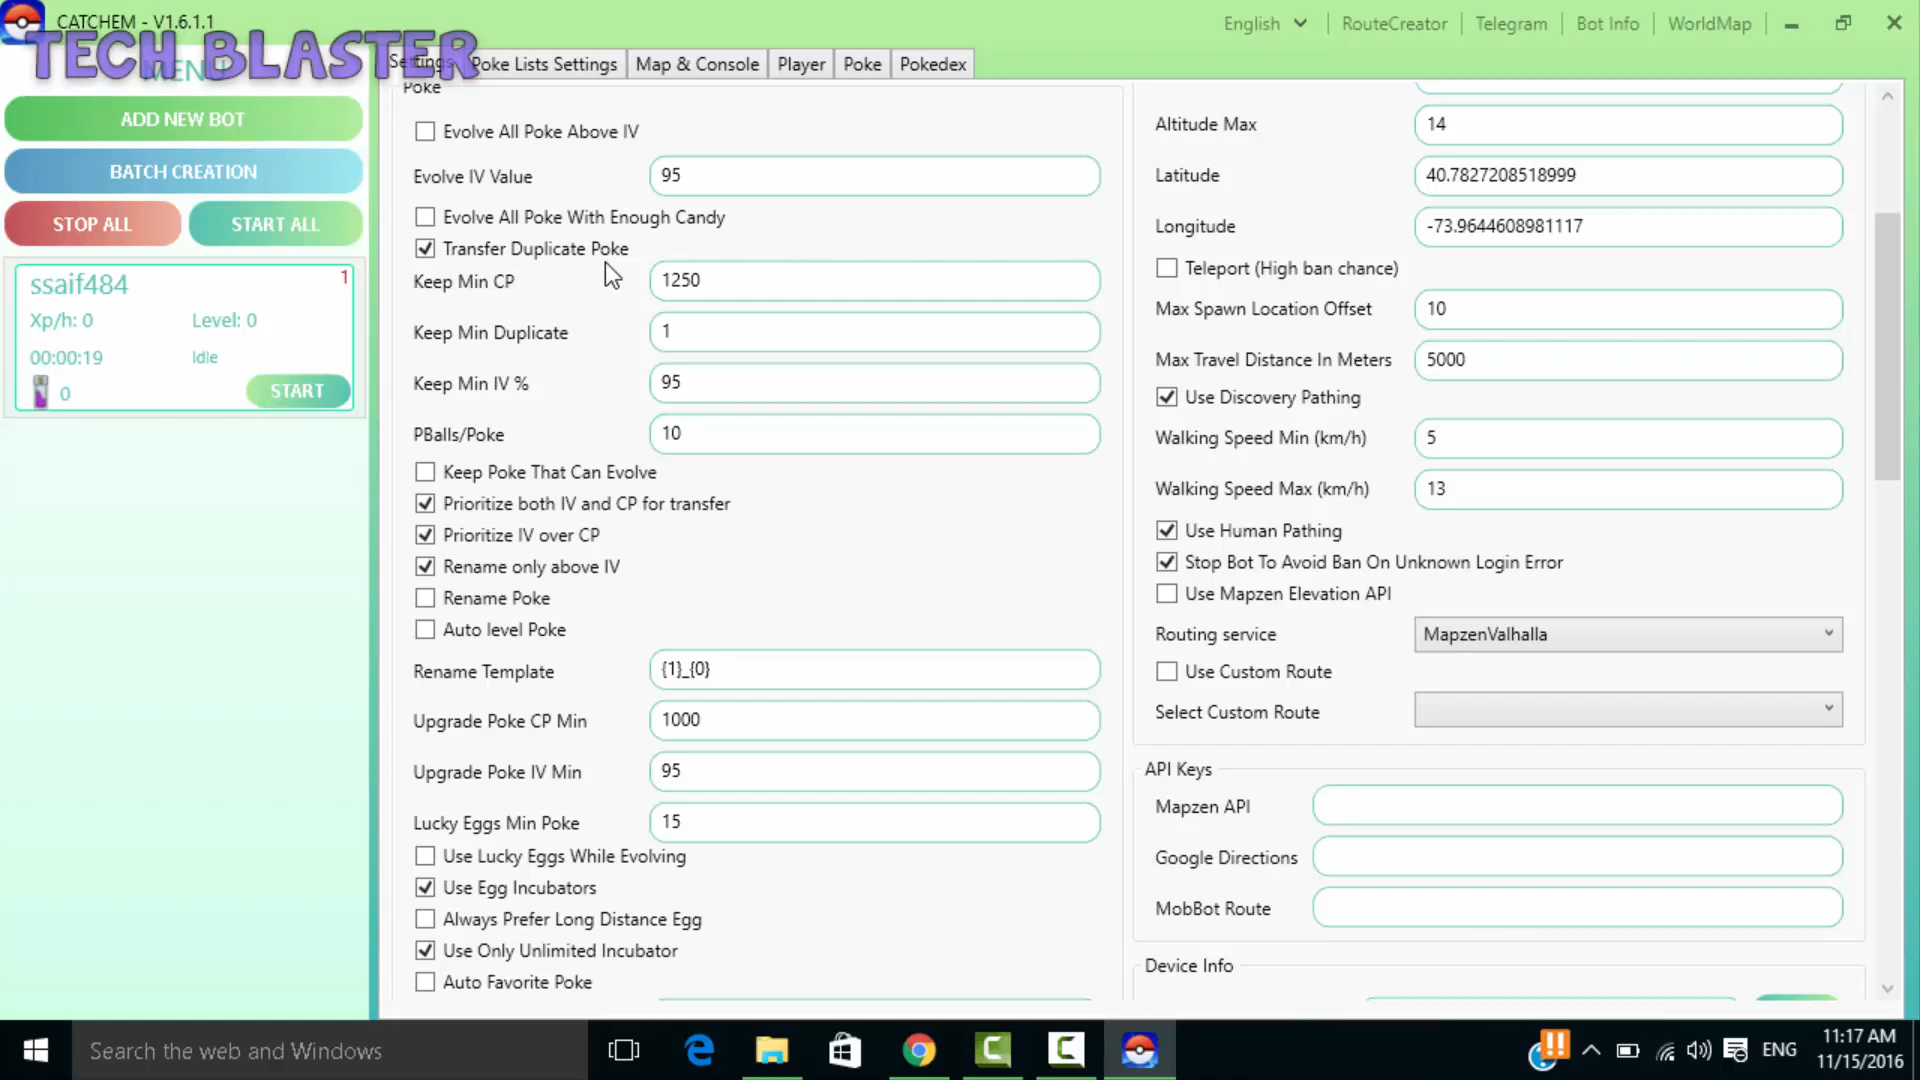 CATCHEM - V1.6.1.1
English
RouteCreator
Telegram
Bot Info
WorldMap
TECH BLASTER
MENU
Settings
Poke Lists Settings
Map & Console
Player
Poke
Pokedex
ADD NEW BOT
BATCH CREATION
STOP ALL
START ALL
ssaif484
1
Xp/h: 0
Level: 0
00:00:19
Idle
0
START
Poke
Evolve All Poke Above IV
Evolve IV Value
95
Evolve All Poke With Enough Candy
Transfer Duplicate Poke
Keep Min CP
1250
Keep Min Duplicate
1
Keep Min IV %
95
PBalls/Poke
10
Keep Poke That Can Evolve
Prioritize both IV and CP for transfer
Prioritize IV over CP
Rename only above IV
Rename Poke
Auto level Poke
Rename Template
{1}_{0}
Upgrade Poke CP Min
1000
Upgrade Poke IV Min
95
Lucky Eggs Min Poke
15
Use Lucky Eggs While Evolving
Use Egg Incubators
Always Prefer Long Distance Egg
Use Only Unlimited Incubator
Auto Favorite Poke
Altitude Max
14
Latitude
40.7827208518999
Longitude
-73.9644608981117
Teleport (High ban chance)
Max Spawn Location Offset
10
Max Travel Distance In Meters
5000
Use Discovery Pathing
Walking Speed Min (km/h)
5
Walking Speed Max (km/h)
13
Use Human Pathing
Stop Bot To Avoid Ban On Unknown Login Error
Use Mapzen Elevation API
Routing service
MapzenValhalla
Use Custom Route
Select Custom Route
API Keys
Mapzen API
Google Directions
MobBot Route
Device Info
Search the web and Windows
ENG
11:17 AM
11/15/2016